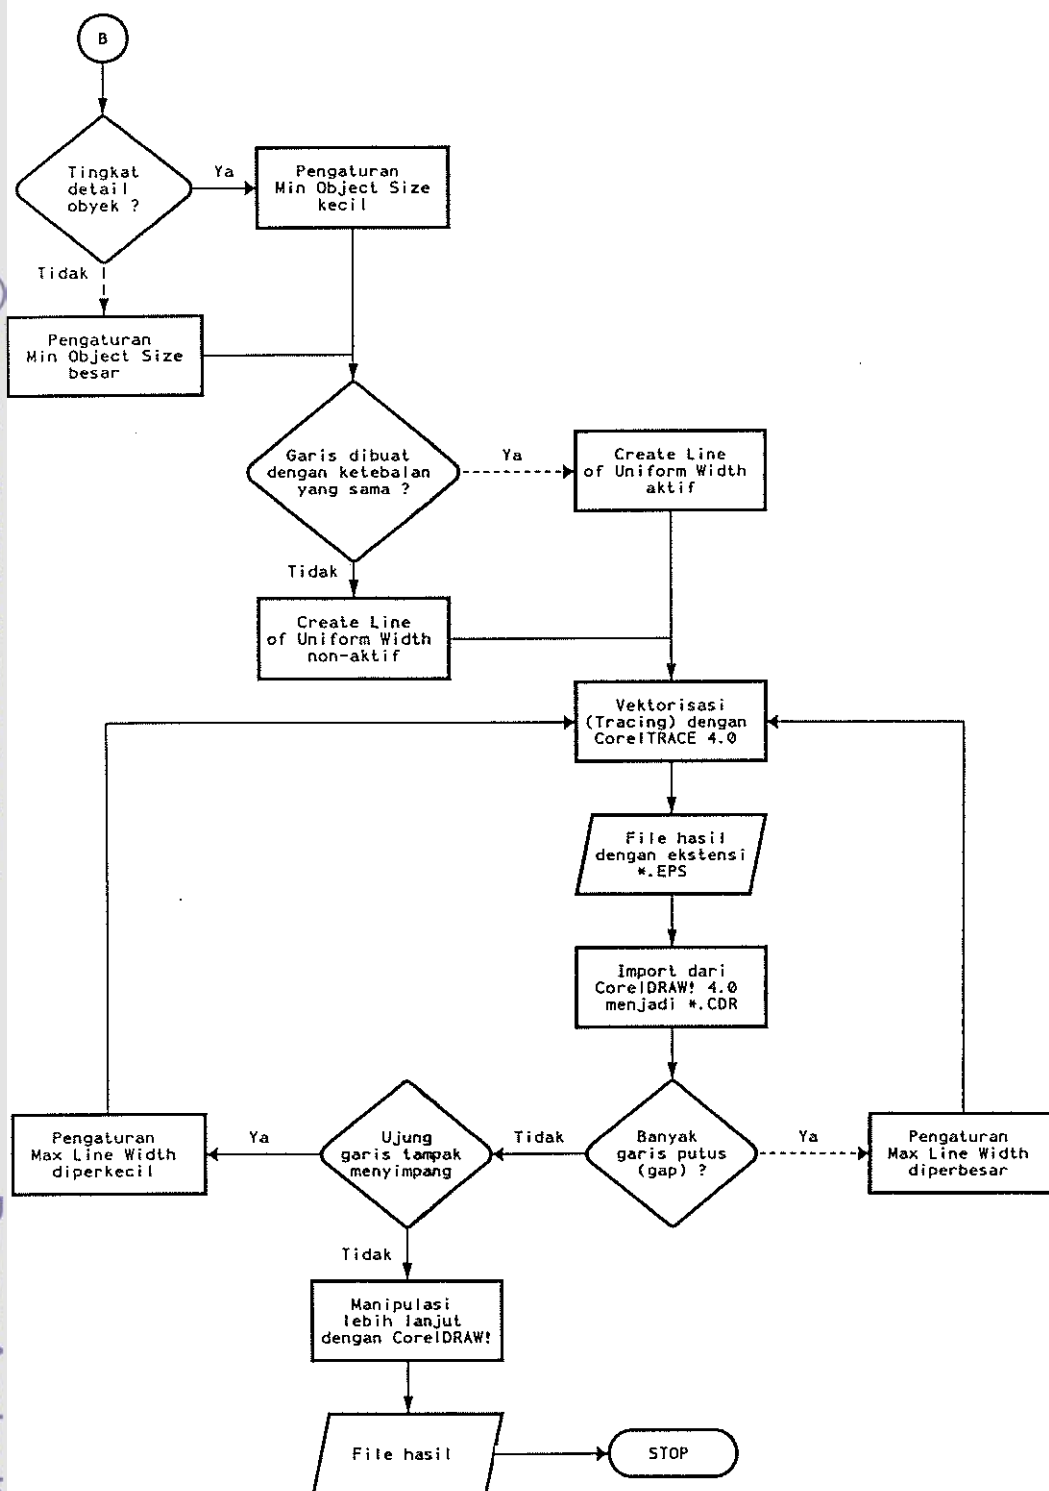 B
Tingkat
detail
obyek ?
Ya
Pengaturan
Min Object Size
kecil
Tidak
Pengaturan
Min Object Size
besar
Garis dibuat
dengan ketebalan
yang sama ?
Ya
Create Line
of Uniform Width
aktif
Tidak
Create Line
of Uniform Width
non-aktif
Vektorisasi
(Tracing) dengan
CorelTRACE 4.0
File hasil
dengan ekstensi
*.EPS
Import dari
CorelDRAW! 4.0
menjadi *.CDR
Banyak
garis putus
(gap) ?
Ya
Pengaturan
Max Line Width
diperbesar
Tidak
Ujung
garis tampak
menyimpang
Ya
Pengaturan
Max Line Width
diperkecil
Tidak
Manipulasi
lebih lanjut
dengan CorelDRAW!
File hasil
STOP